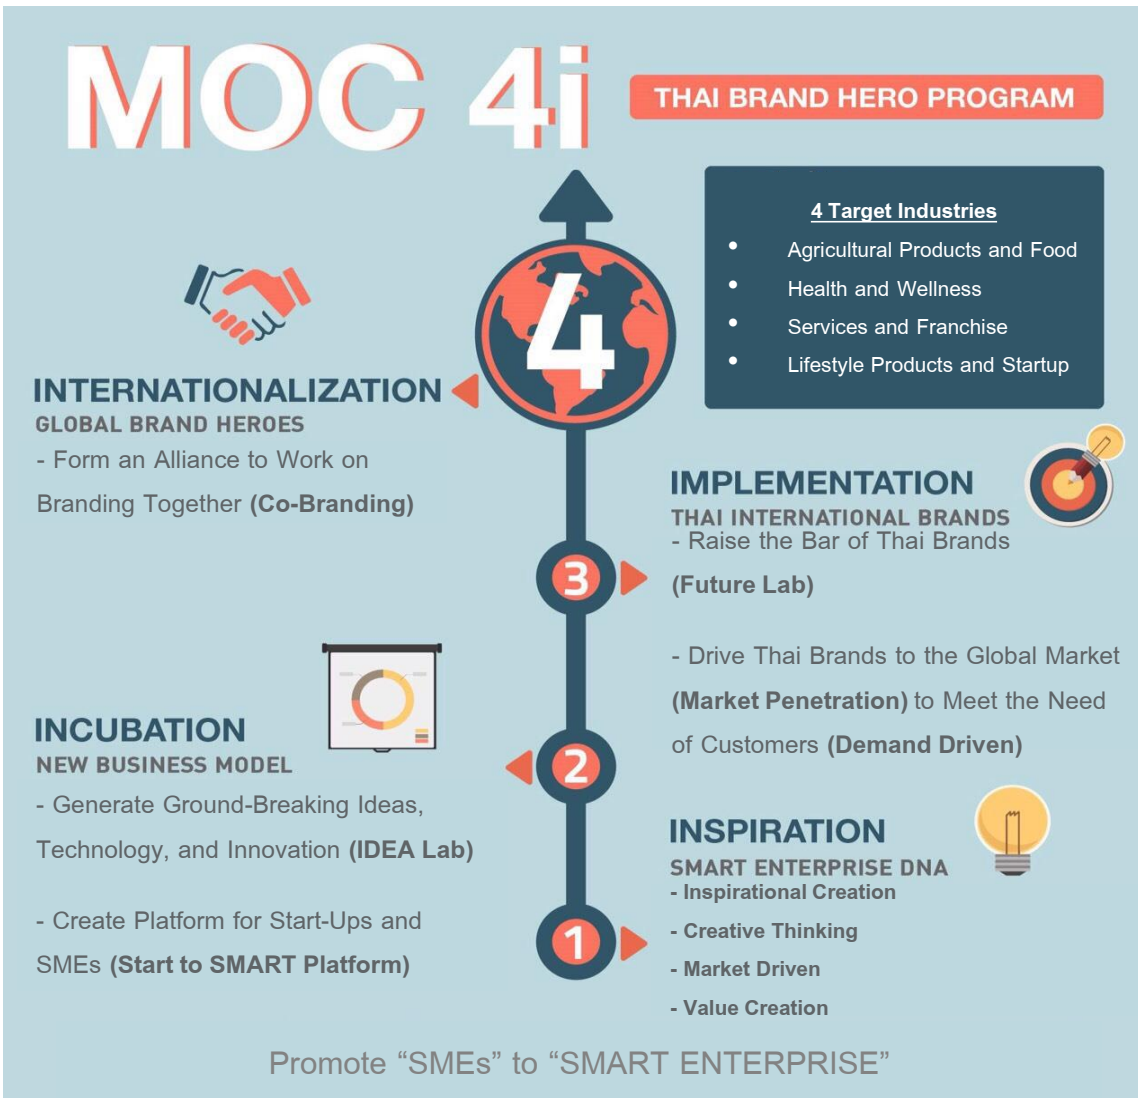 MOC 4i
THAI BRAND HERO PROGRAM
4 Target Industries
• Agricultural Products and Food
• Health and Wellness
• Services and Franchise
• Lifestyle Products and Startup
4
INTERNATIONALIZATION
GLOBAL BRAND HEROES
- Form an Alliance to Work on
Branding Together (Co-Branding)
IMPLEMENTATION
THAI INTERNATIONAL BRANDS
- Raise the Bar of Thai Brands
(Future Lab)
- Drive Thai Brands to the Global Market
(Market Penetration) to Meet the Need
of Customers (Demand Driven)
3
INCUBATION
NEW BUSINESS MODEL
- Generate Ground-Breaking Ideas,
Technology, and Innovation (IDEA Lab)
- Create Platform for Start-Ups and
SMEs (Start to SMART Platform)
2
INSPIRATION
SMART ENTERPRISE DNA
- Inspirational Creation
- Creative Thinking
- Market Driven
- Value Creation
1
Promote “SMEs” to “SMART ENTERPRISE”